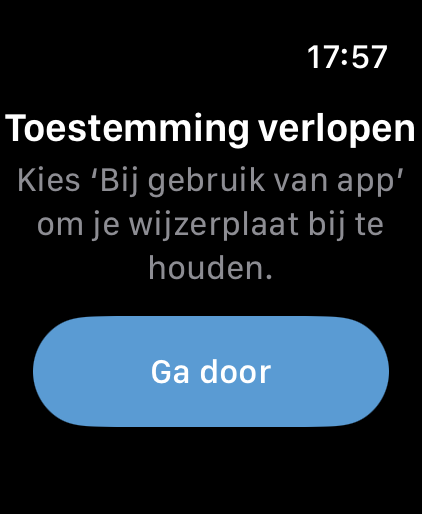 17:57
Toestemming verlopen
Kies ‘Bij gebruik van app’
om je wijzerplaat bij te
houden.
Ga door